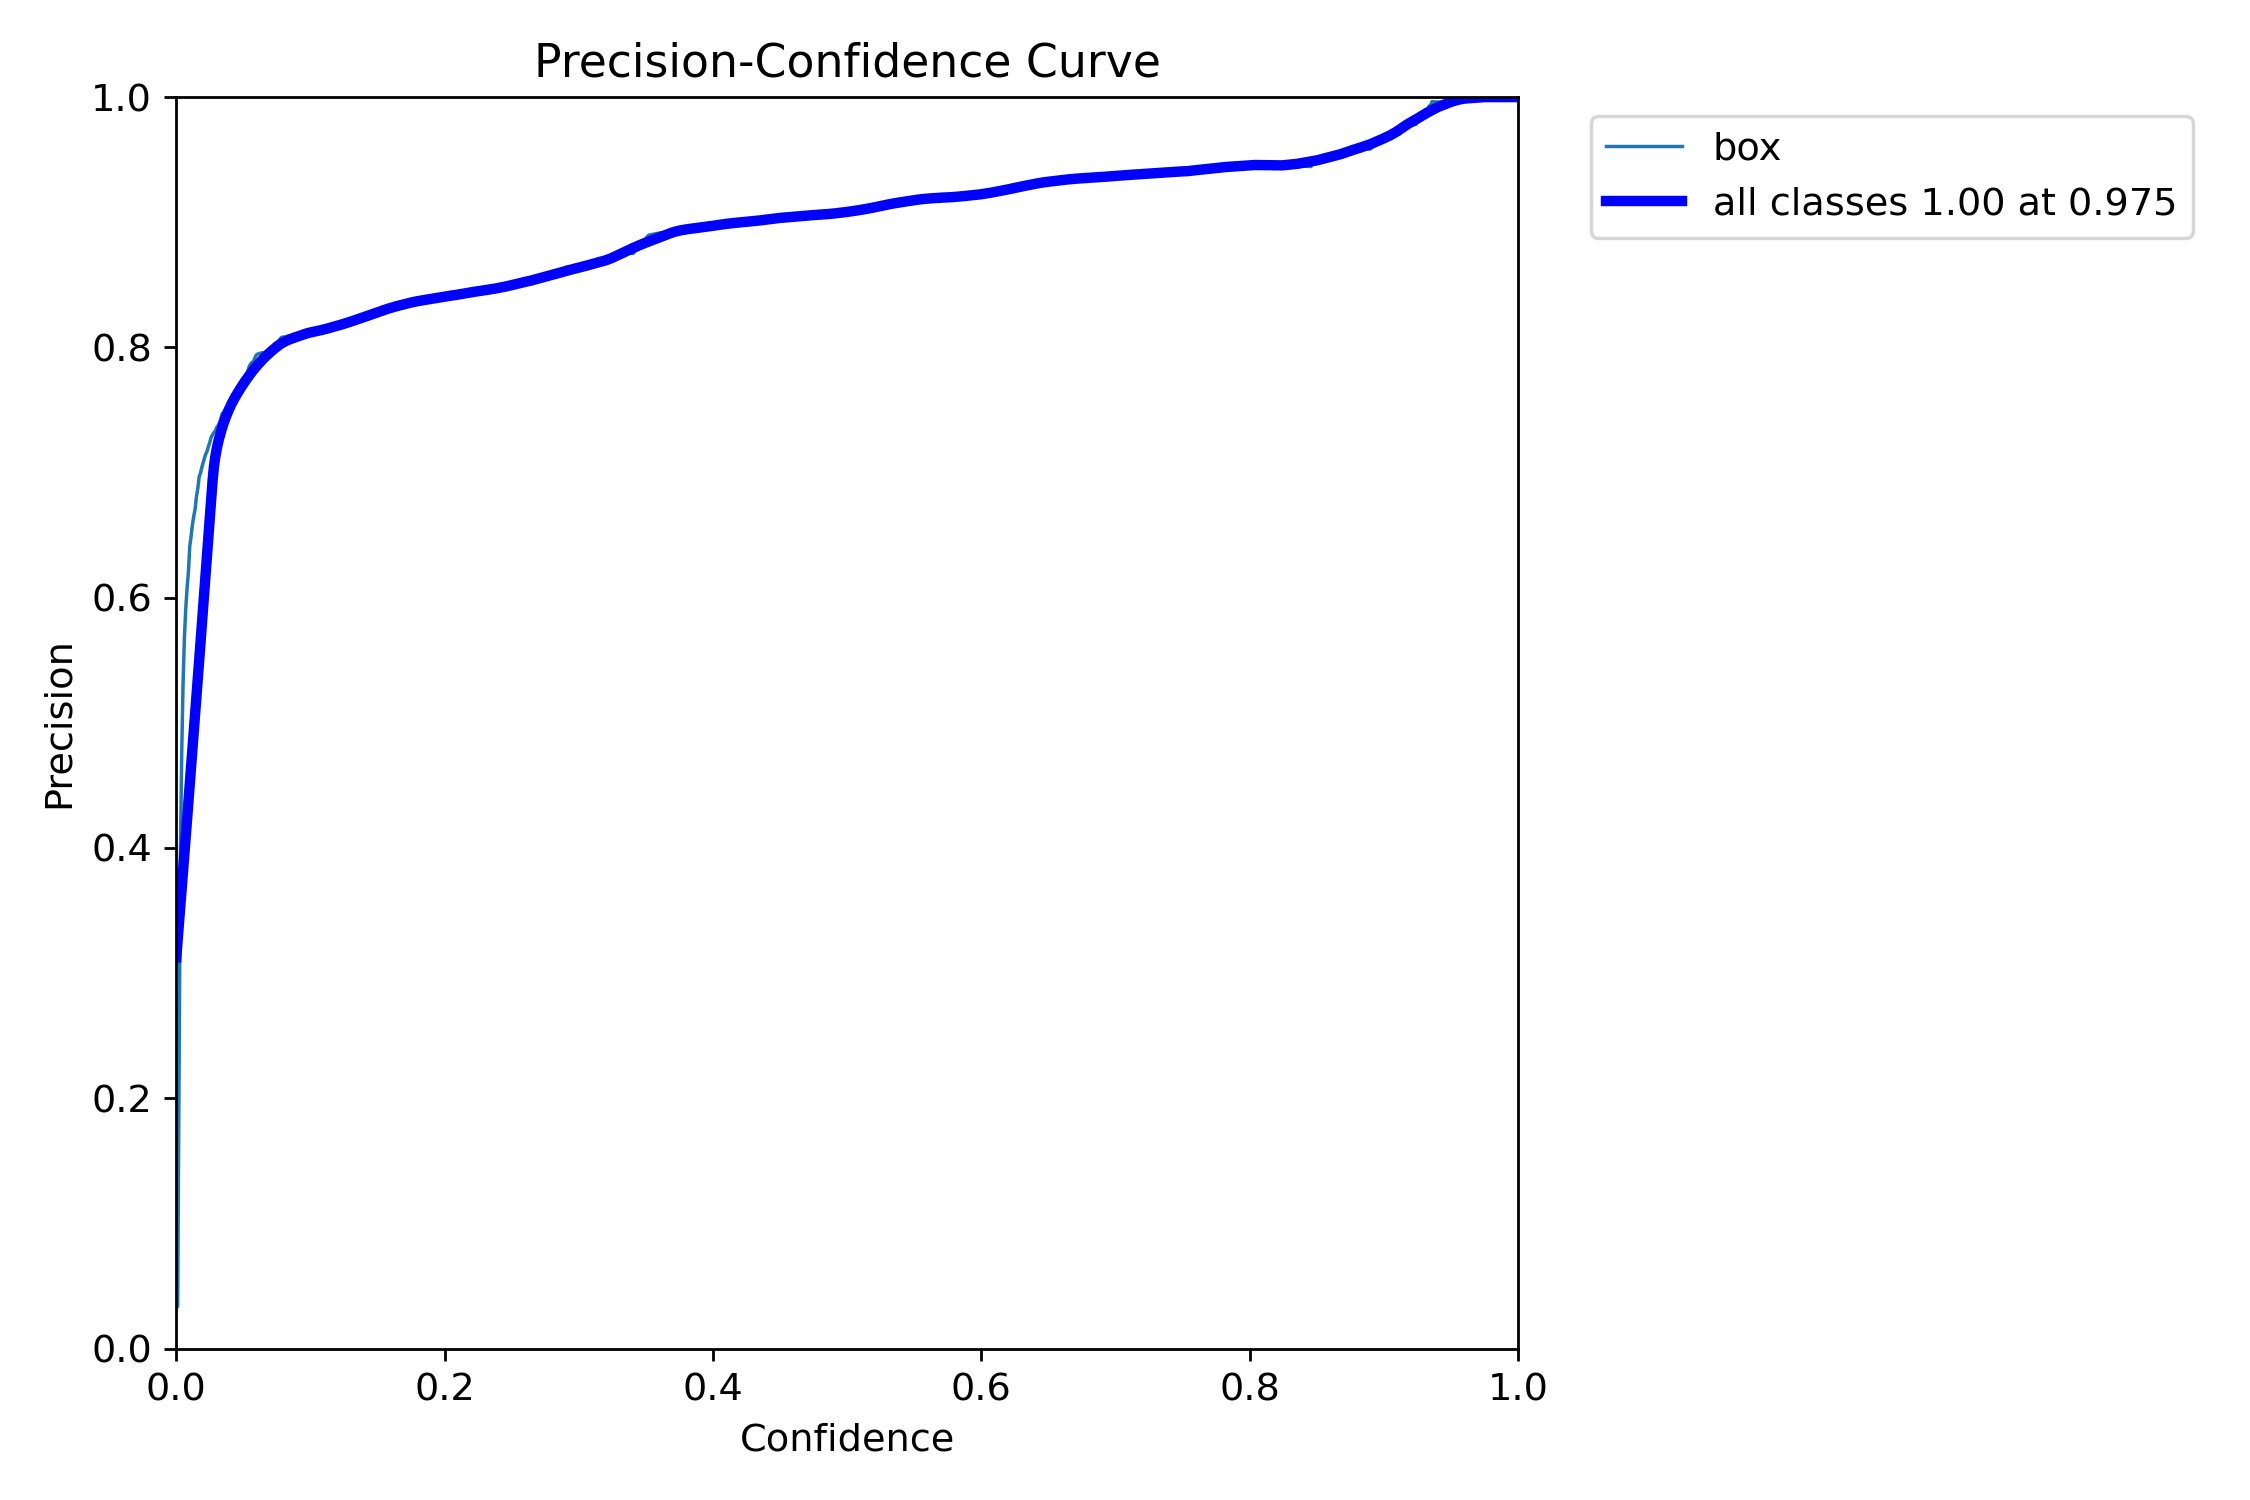 Precision-Confidence Curve
box
all classes 1.00 at 0.975
1.0
0.8
0.6
0.4
0.2
0.0
Precision
0.0 0.2 0.4 0.6 0.8 1.0
Confidence